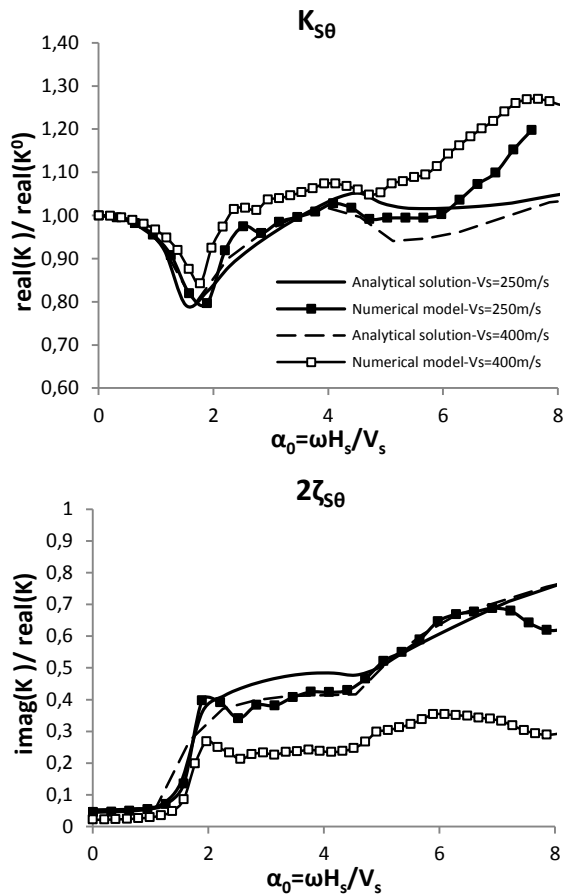 K_Sθ
real(K )/ real(K⁰)
1,40
1,30
1,20
1,10
1,00
0,90
0,80
0,70
0,60
Analytical solution-Vs=250m/s
Numerical model-Vs=250m/s
Analytical solution-Vs=400m/s
Numerical model-Vs=400m/s
0 2 4 6 8
α₀=ωHₛ/Vₛ
2ζ_Sθ
imag(K )/ real(K)
1
0,9
0,8
0,7
0,6
0,5
0,4
0,3
0,2
0,1
0
0 2 4 6 8
α₀=ωHₛ/Vₛ